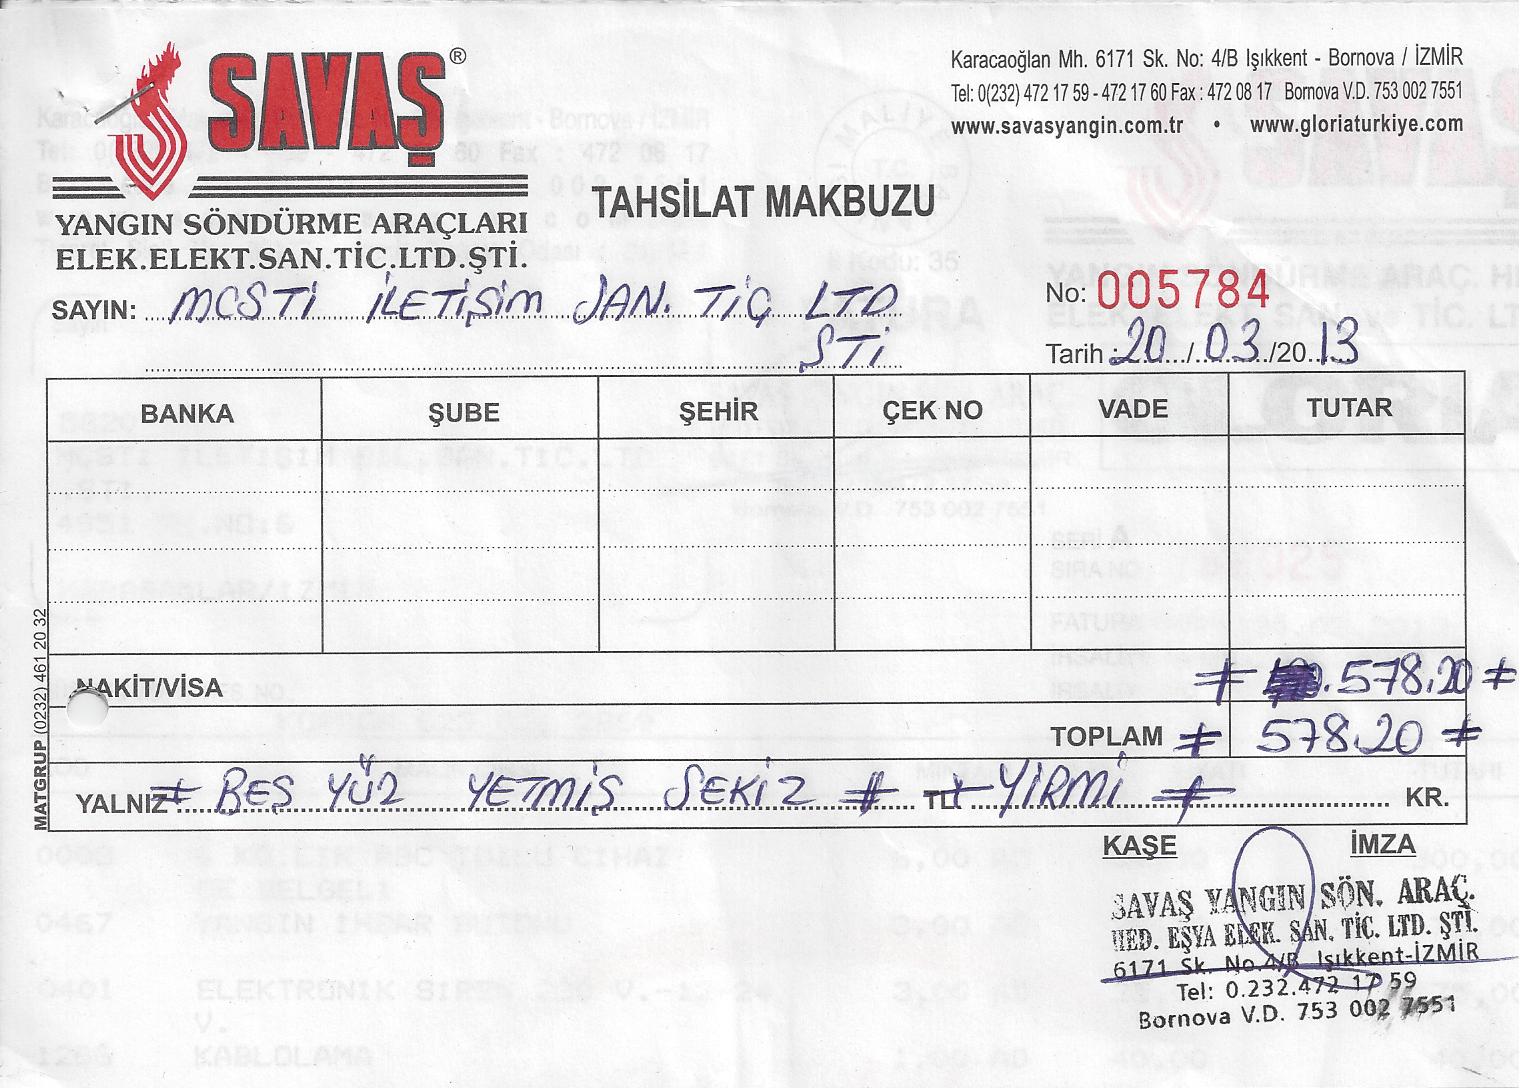 SAVAŞ®
YANGIN SÖNDÜRME ARAÇLARI
ELEK.ELEKT.SAN.TİC.LTD.ŞTİ.
Karacaoğlan Mh. 6171 Sk. No: 4/B Işıkkent - Bornova / İZMİR
Tel: 0(232) 472 17 59 - 472 17 60 Fax : 472 08 17 Bornova V.D. 753 002 7551
www.savasyangin.com.tr • www.gloriaturkiye.com
TAHSİLAT MAKBUZU
SAYIN: MCSTİ İLETİŞİM SAN. TİÇ LTD
ŞTİ
No: 005784
Tarih : 20 / 03 /20 13
BANKA ŞUBE ŞEHİR ÇEK NO VADE TUTAR
NAKİT/VİSA # .578.20 #
TOPLAM # 578.20 #
YALNIZ # BEŞ YÜZ YETMİŞ SEKİZ # TL # YİRMİ # KR.
MATGRUP (0232) 461 20 32
KAŞE İMZA
SAVAŞ YANGIN SÖN. ARAÇ.
HED. EŞYA ELEK. SAN. TİC. LTD. ŞTİ.
6171 Sk. No.4/B Işıkkent-İZMİR
Tel: 0.232.472 17 59
Bornova V.D. 753 002 7551